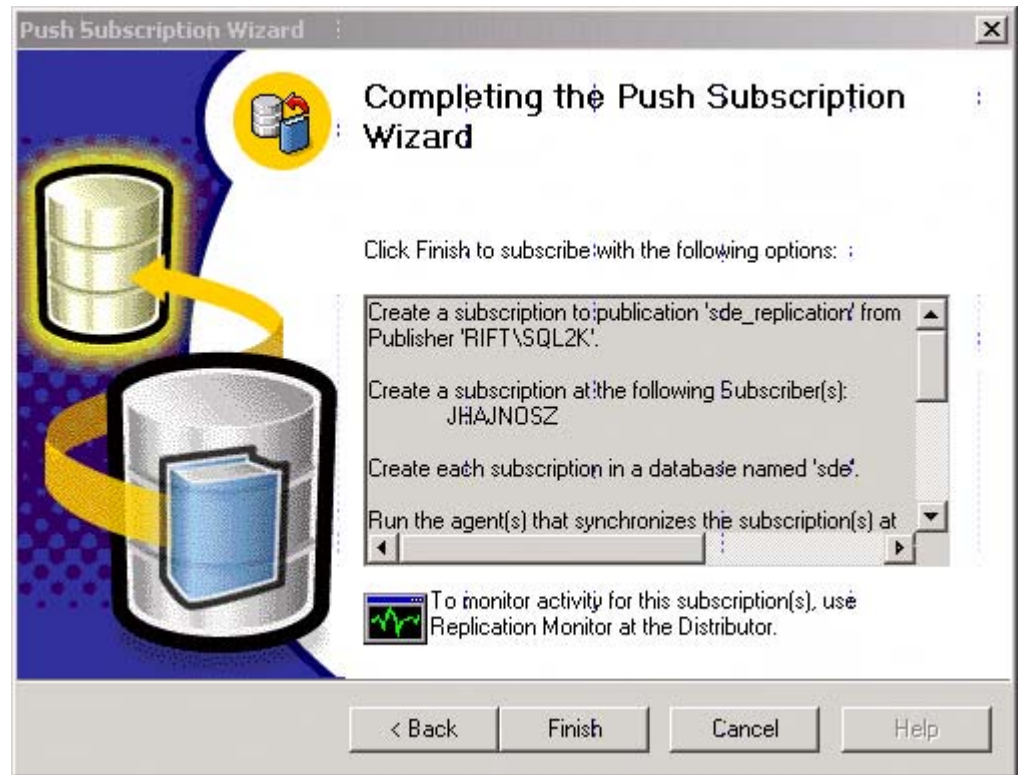 Push Subscription Wizard
Completing the Push Subscription
Wizard
Click Finish to subscribe with the following options:
Create a subscription to publication 'sde_replication' from
Publisher 'RIFT\SQL2K'.
Create a subscription at the following Subscriber(s):
JHAJNOSZ
Create each subscription in a database named 'sde'.
Run the agent(s) that synchronizes the subscription(s) at
To monitor activity for this subscription(s), use
Replication Monitor at the Distributor.
< Back
Finish
Cancel
Help